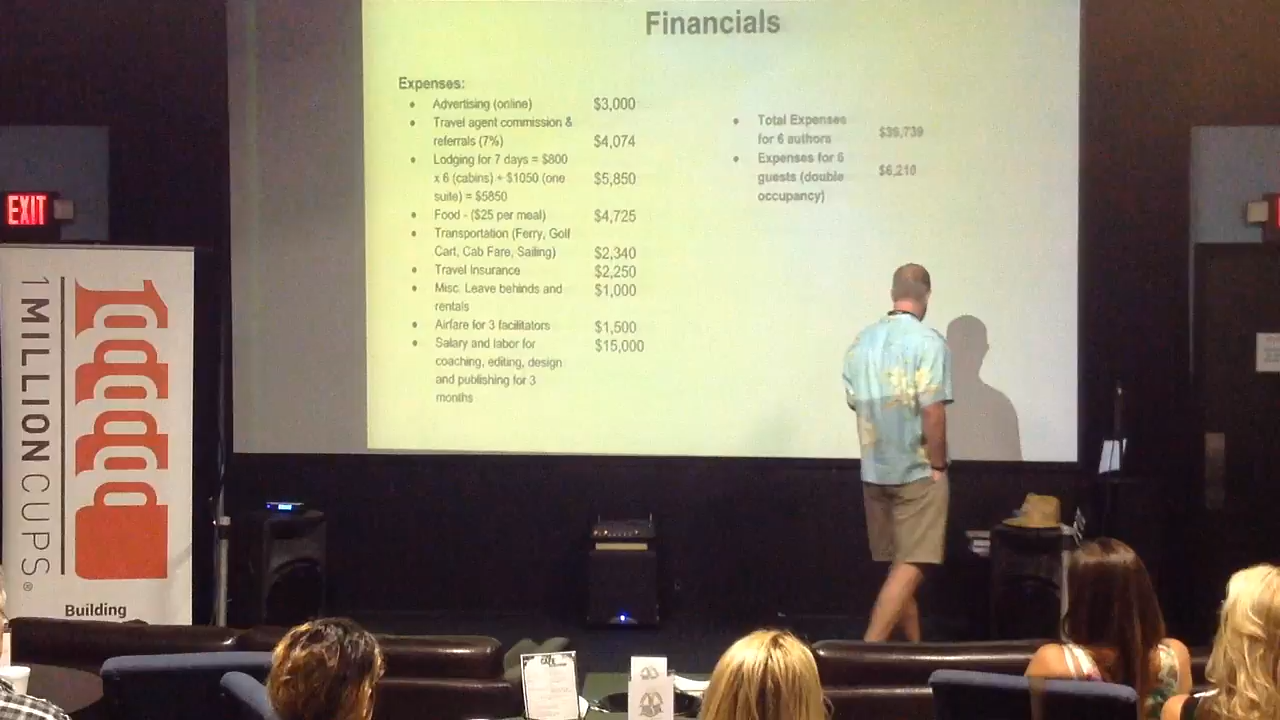 Financials
Expenses:
• Advertising (online) $3,000
• Travel agent commission &
referrals (7%) $4,074
• Lodging for 7 days = $800
x 6 (cabins) + $1050 (one
suite) = $5850 $5,850
• Food - ($25 per meal) $4,725
• Transportation (Ferry, Golf
Cart, Cab Fare, Sailing) $2,340
• Travel Insurance $2,250
• Misc. Leave behinds and
rentals $1,000
• Airfare for 3 facilitators $1,500
• Salary and labor for
coaching, editing, design
and publishing for 3
months $15,000
• Total Expenses
for 6 authors $39,739
• Expenses for 6
guests (double
occupancy) $6,210
EXIT
1 MILLION CUPS®
Building